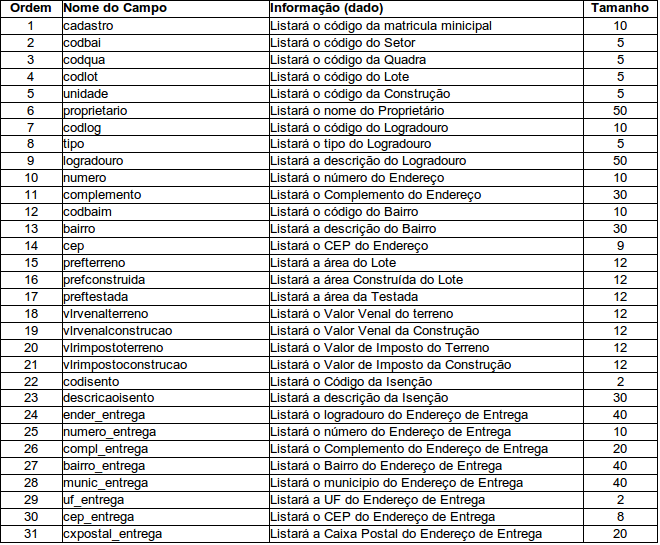 Ordem Nome do Campo Informação (dado) Tamanho
1 cadastro Listará o código da matricula minicipal 10
2 codbai Listará o código do Setor 5
3 codqua Listará o código da Quadra 5
4 codlot Listará o código do Lote 5
5 unidade Listará o código da Construção 5
6 proprietario Listará o nome do Proprietário 50
7 codlog Listará o código do Logradouro 10
8 tipo Listará o tipo do Logradouro 5
9 logradouro Listará a descrição do Logradouro 50
10 numero Listará o número do Endereço 10
11 complemento Listará o Complemento do Endereço 30
12 codbaim Listará o código do Bairro 10
13 bairro Listará a descrição do Bairro 30
14 cep Listará o CEP do Endereço 9
15 prefterreno Listará a área do Lote 12
16 prefconstruida Listará a área Construída do Lote 12
17 preftestada Listará a área da Testada 12
18 vlrvenalterreno Listará o Valor Venal do terreno 12
19 vlrvenalconstrucao Listará o Valor Venal da Construção 12
20 vlrimpostoterreno Listará o Valor de Imposto do Terreno 12
21 vlrimpostoconstrucao Listará o Valor de Imposto da Construção 12
22 codisento Listará o Código da Isenção 2
23 descricaoisento Listará a descrição da Isenção 30
24 ender_entrega Listará o logradouro do Endereço de Entrega 40
25 numero_entrega Listará o número do Endereço de Entrega 10
26 compl_entrega Listará o Complemento do Endereço de Entrega 20
27 bairro_entrega Listará o Bairro do Endereço de Entrega 40
28 munic_entrega Listará o municipio do Endereço de Entrega 40
29 uf_entrega Listará a UF do Endereço de Entrega 2
30 cep_entrega Listará o CEP do Endereço de Entrega 8
31 cxpostal_entrega Listará a Caixa Postal do Endereço de Entrega 20